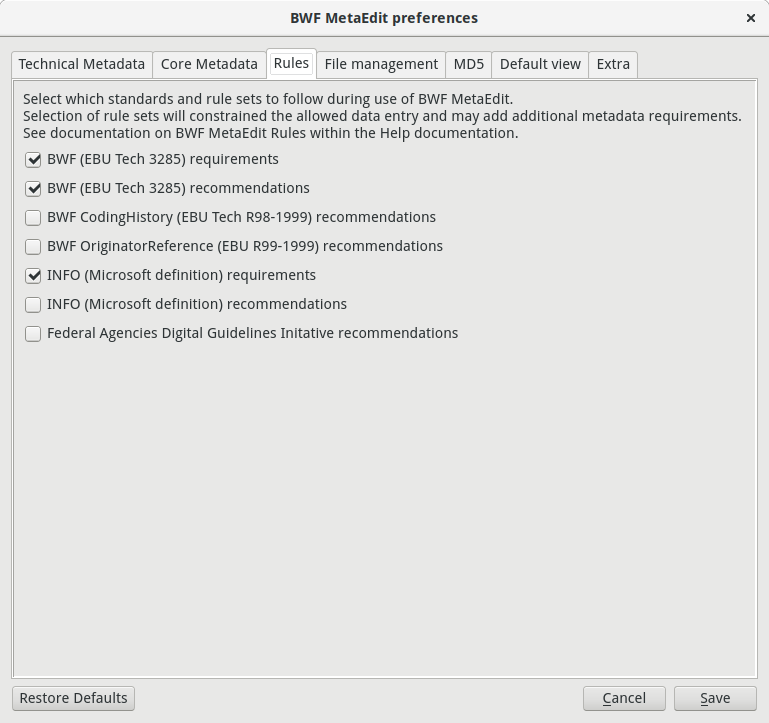 BWF MetaEdit preferences
Technical Metadata Core Metadata Rules File management MD5 Default view Extra
Select which standards and rule sets to follow during use of BWF MetaEdit.
Selection of rule sets will constrained the allowed data entry and may add additional metadata requirements.
See documentation on BWF MetaEdit Rules within the Help documentation.
BWF (EBU Tech 3285) requirements
BWF (EBU Tech 3285) recommendations
BWF CodingHistory (EBU Tech R98-1999) recommendations
BWF OriginatorReference (EBU R99-1999) recommendations
INFO (Microsoft definition) requirements
INFO (Microsoft definition) recommendations
Federal Agencies Digital Guidelines Initative recommendations
Restore Defaults Cancel Save